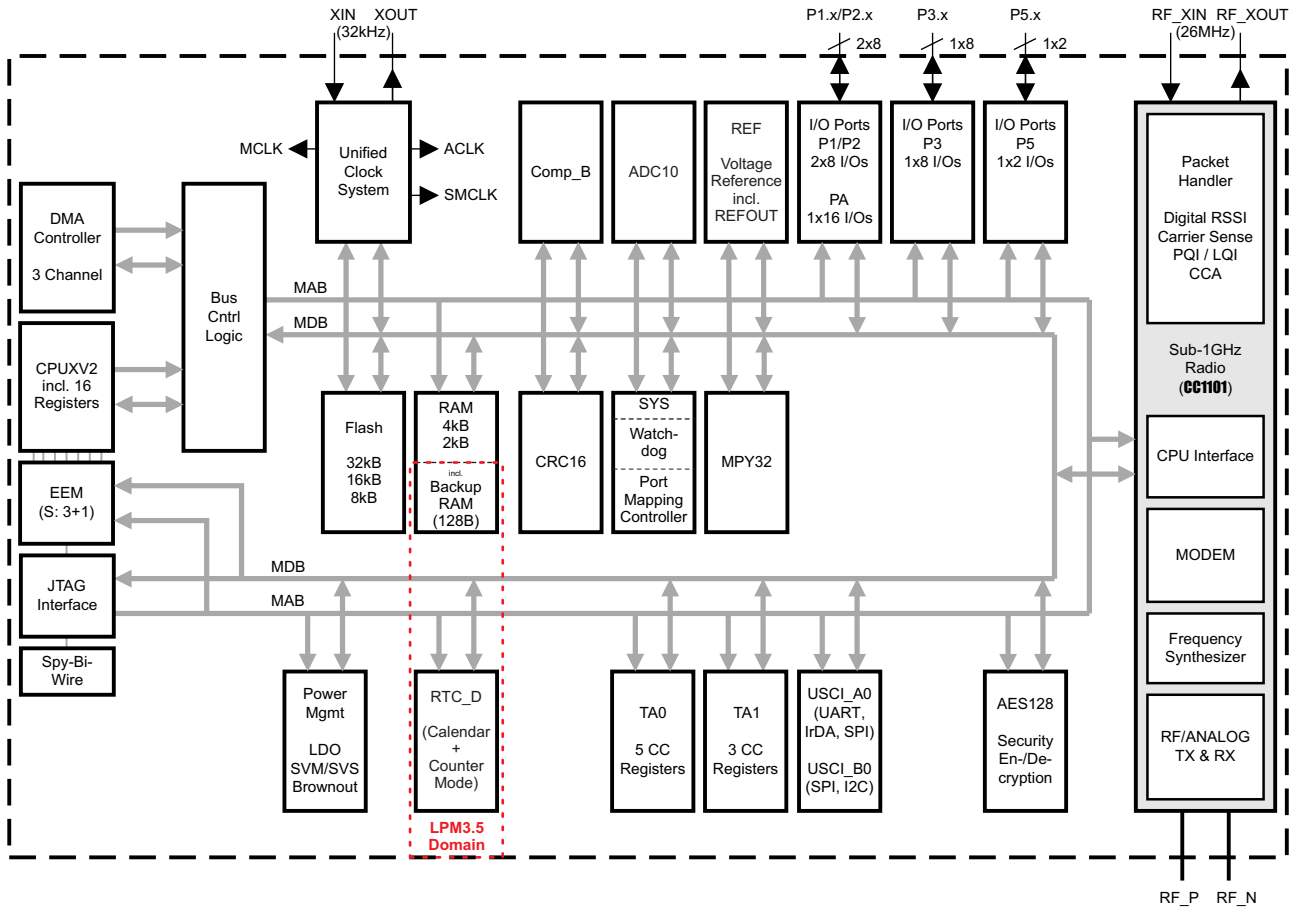 XIN XOUT
(32kHz)
P1.x/P2.x
2x8
P3.x
1x8
P5.x
1x2
RF_XIN RF_XOUT
(26MHz)
MCLK
Unified
Clock
System
ACLK
SMCLK
Comp_B
ADC10
REF
Voltage
Reference
incl.
REFOUT
I/O Ports
P1/P2
2x8 I/Os
PA
1x16 I/Os
I/O Ports
P3
1x8 I/Os
I/O Ports
P5
1x2 I/Os
Packet
Handler
Digital RSSI
Carrier Sense
PQI / LQI
CCA
Sub-1GHz
Radio
(CC1101)
CPU Interface
MODEM
Frequency
Synthesizer
RF/ANALOG
TX & RX
DMA
Controller
3 Channel
Bus
Cntrl
Logic
MAB
MDB
CPUXV2
incl. 16
Registers
EEM
(S: 3+1)
JTAG
Interface
Spy-Bi-
Wire
Flash
32kB
16kB
8kB
RAM
4kB
2kB
incl.
Backup
RAM
(128B)
CRC16
SYS
Watch-
dog
Port
Mapping
Controller
MPY32
MDB
MAB
Power
Mgmt
LDO
SVM/SVS
Brownout
RTC_D
(Calendar
+
Counter
Mode)
LPM3.5
Domain
TA0
5 CC
Registers
TA1
3 CC
Registers
USCI_A0
(UART,
IrDA, SPI)
USCI_B0
(SPI, I2C)
AES128
Security
En-/De-
cryption
RF_P RF_N